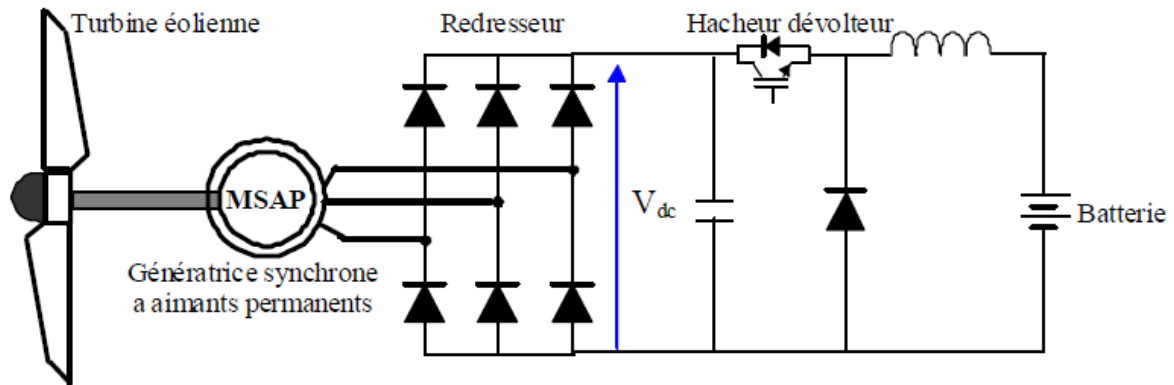 Turbine éolienne
Redresseur
Hacheur dévolteur
MSAP
V dc
Batterie
Génératrice synchrone
a aimants permanents